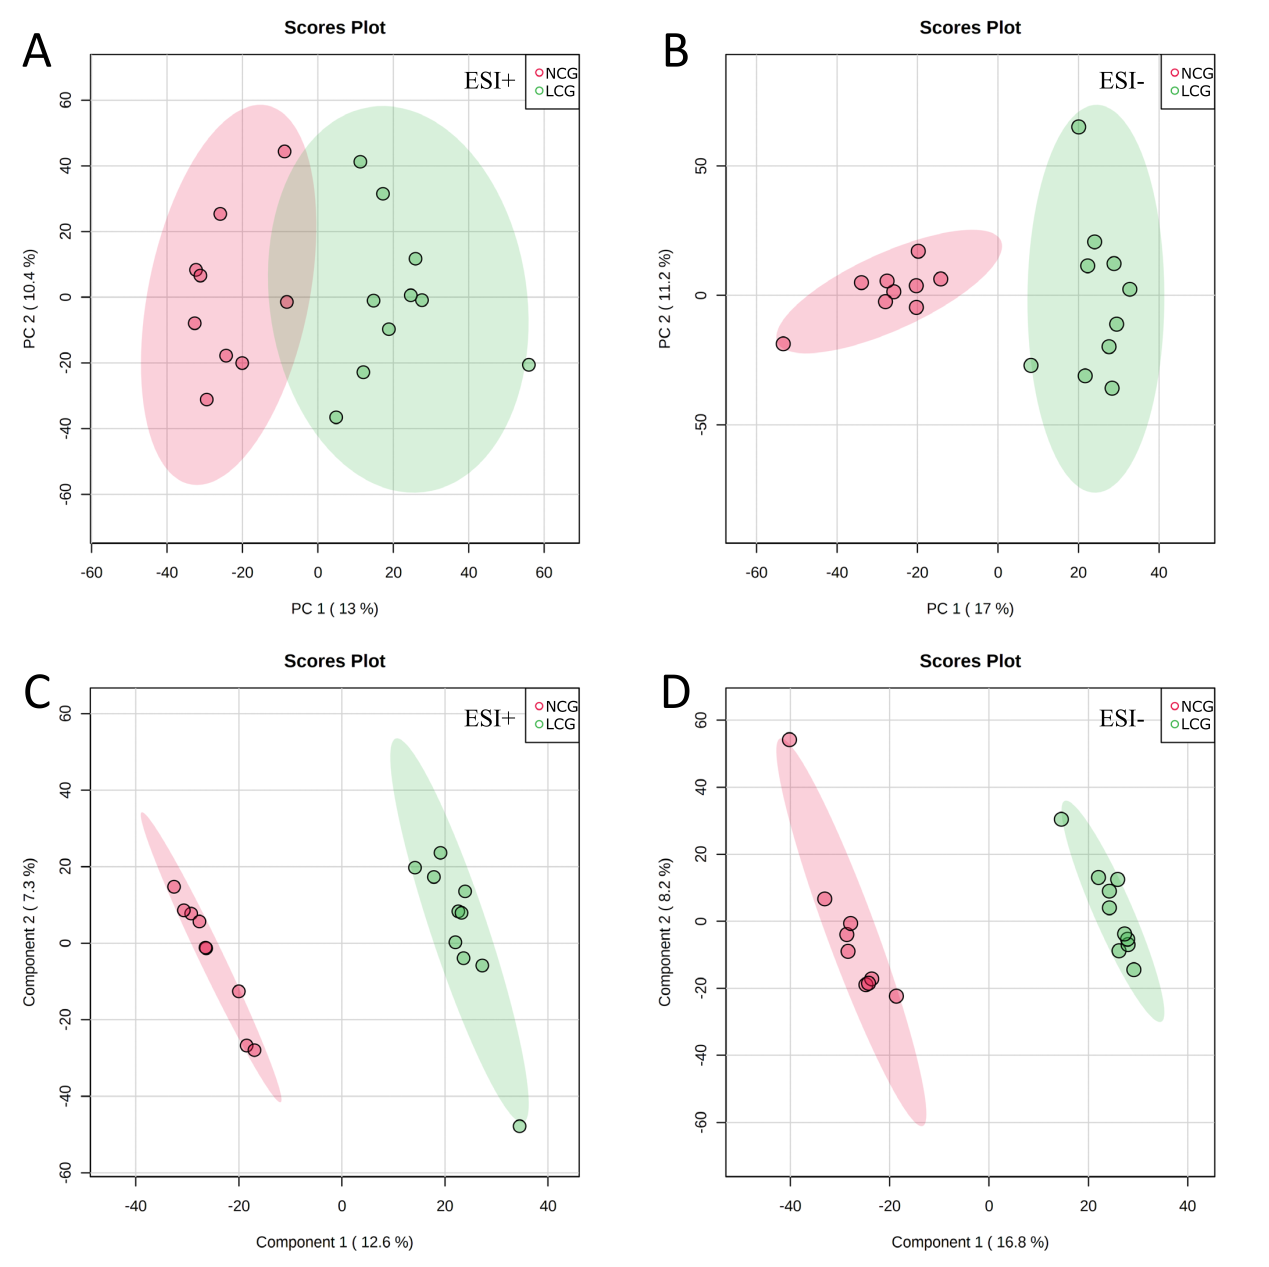 A
Scores Plot
ESI+
NCG
LCG
60
40
20
0
-20
-40
-60
PC 2 ( 10.4 %)
-60
-40
-20
0
20
40
60
PC 1 ( 13 %)
B
Scores Plot
ESI-
NCG
LCG
50
0
-50
PC 2 ( 11.2 %)
-60
-40
-20
0
20
40
PC 1 ( 17 %)
C
Scores Plot
ESI+
NCG
LCG
60
40
20
0
-20
-40
-60
Component 2 ( 7.3 %)
-40
-20
0
20
40
Component 1 ( 12.6 %)
D
Scores Plot
ESI-
NCG
LCG
60
40
20
0
-20
-40
-60
Component 2 ( 8.2 %)
-40
-20
0
20
40
Component 1 ( 16.8 %)